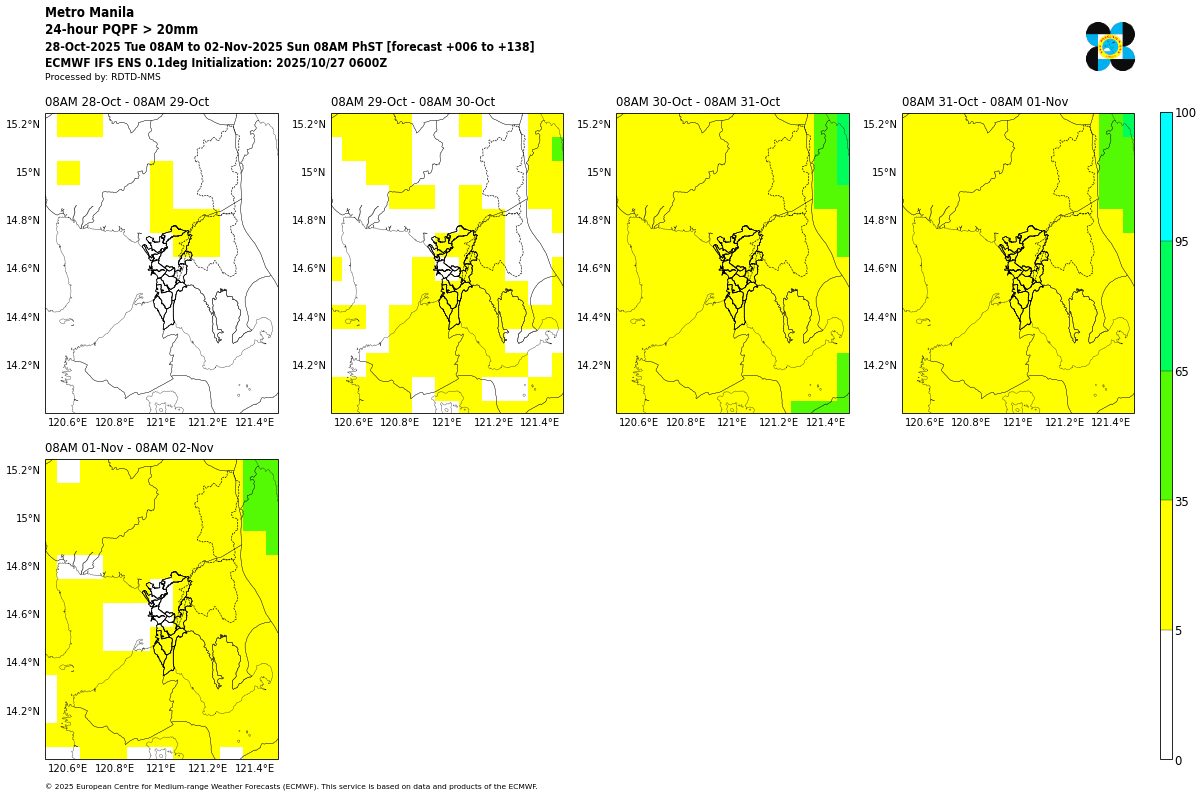 Metro Manila
24-hour PQPF > 20mm
28-Oct-2025 Tue 08AM to 02-Nov-2025 Sun 08AM PhST [forecast +006 to +138]
ECMWF IFS ENS 0.1deg Initialization: 2025/10/27 0600Z
Processed by: RDTD-NMS
08AM 28-Oct - 08AM 29-Oct
08AM 29-Oct - 08AM 30-Oct
08AM 30-Oct - 08AM 31-Oct
08AM 31-Oct - 08AM 01-Nov
15.2°N 15.2°N 15.2°N 15.2°N
15°N 15°N 15°N 15°N
14.8°N 14.8°N 14.8°N 14.8°N
14.6°N 14.6°N 14.6°N 14.6°N
14.4°N 14.4°N 14.4°N 14.4°N
14.2°N 14.2°N 14.2°N 14.2°N
120.6°E 120.8°E 121°E 121.2°E 121.4°E 120.6°E 120.8°E 121°E 121.2°E 121.4°E 120.6°E 120.8°E 121°E 121.2°E 121.4°E 120.6°E 120.8°E 121°E 121.2°E 121.4°E
08AM 01-Nov - 08AM 02-Nov
15.2°N
15°N
14.8°N
14.6°N
14.4°N
14.2°N
120.6°E 120.8°E 121°E 121.2°E 121.4°E
100
95
65
35
5
0
© 2025 European Centre for Medium-range Weather Forecasts (ECMWF). This service is based on data and products of the ECMWF.